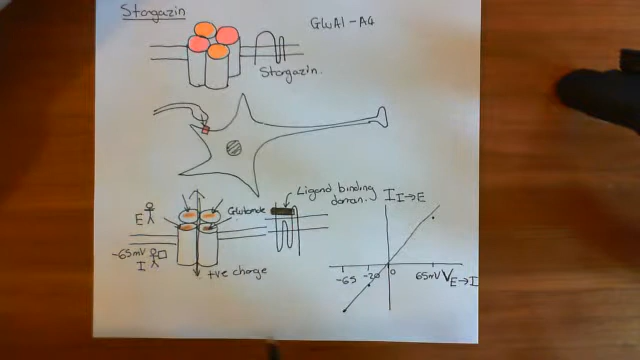 Stargazin
GluA1-A4
Stargazin.
Ligand binding
domain.
I I→E
E
Glutamate
-65mV
I
+ve charge
-65 -20 0 65mV V E→I